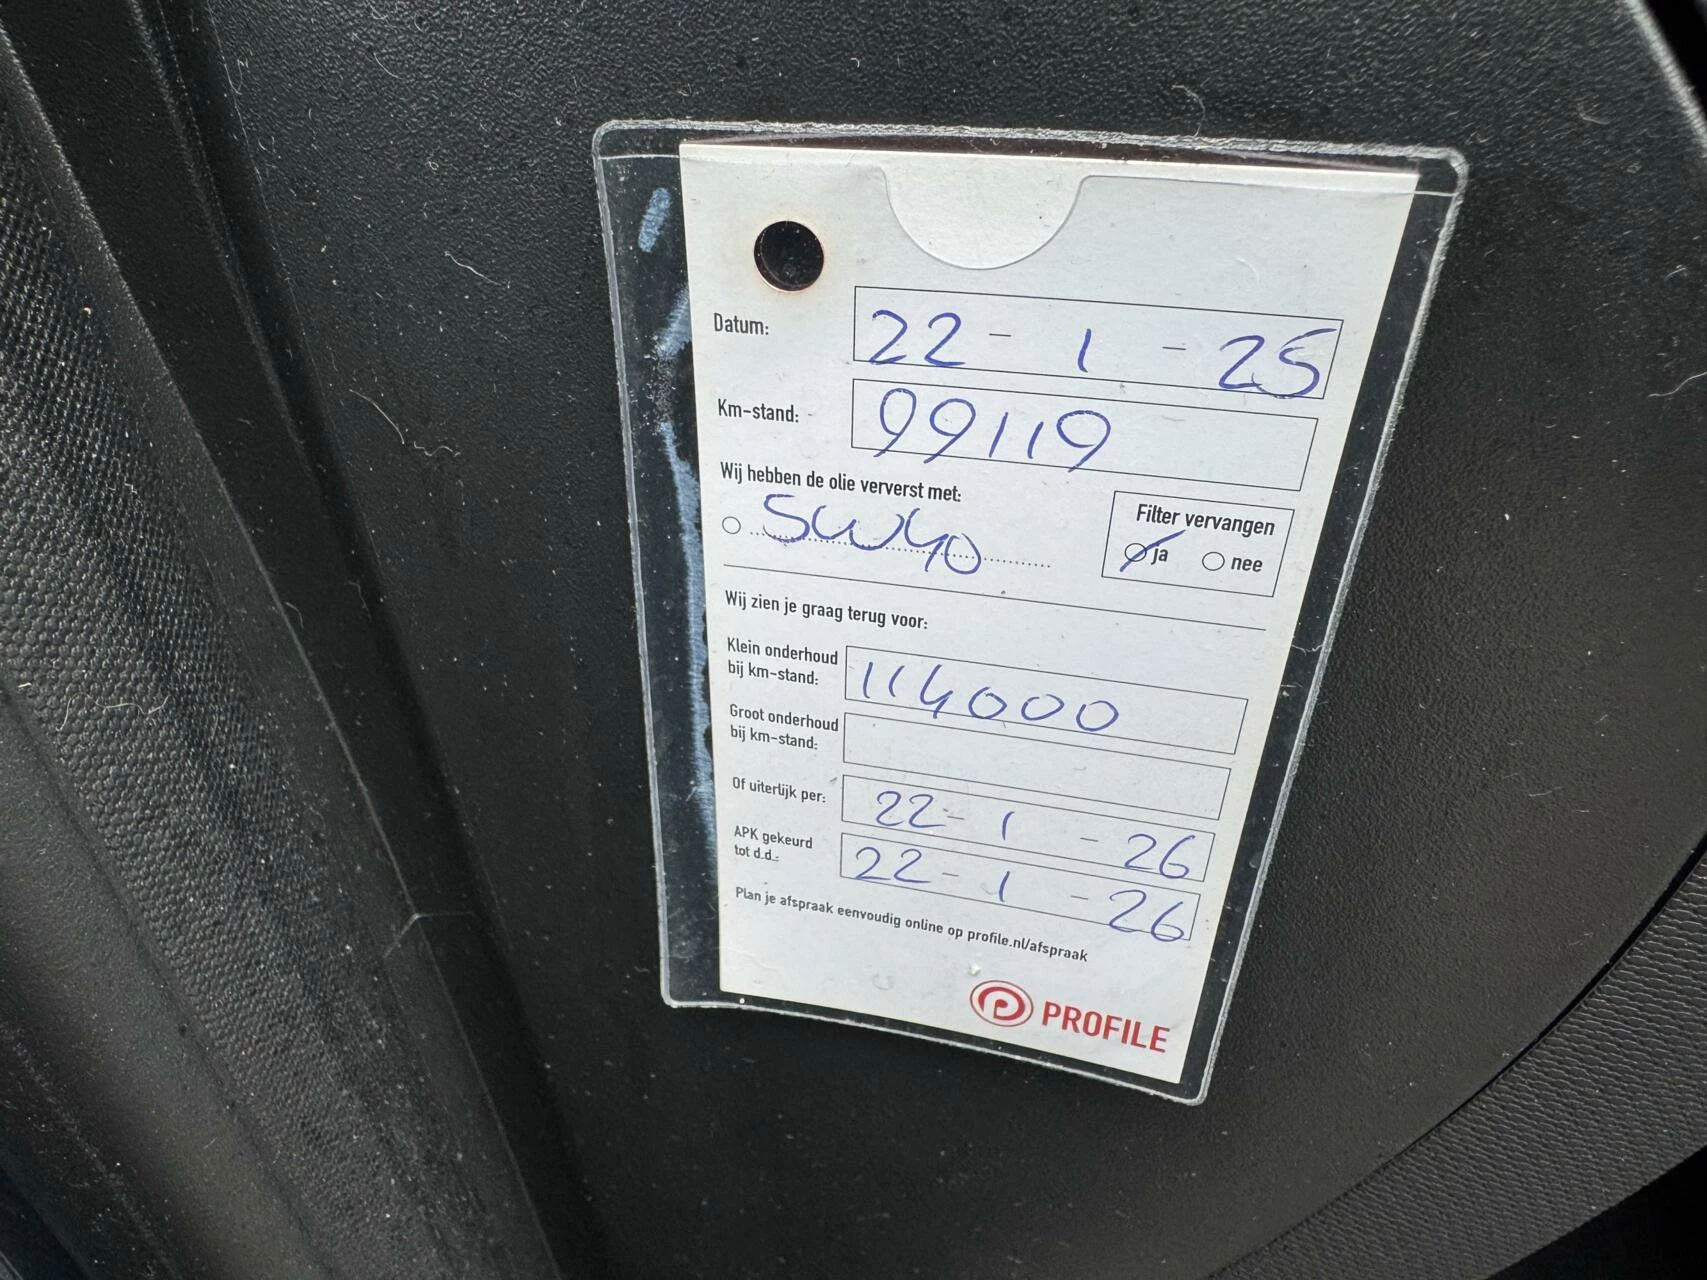 Datum: 22 - 1 - 25
Km-stand: 99119
Wij hebben de olie ververst met:
5W40
Filter vervangen
ja nee
Wij zien je graag terug voor:
Klein onderhoud
bij km-stand: 114000
Groot onderhoud
bij km-stand:
Of uiterlijk per: 22 - 1 - 26
APK gekeurd
tot d.d.: 22 - 1 - 26
Plan je afspraak eenvoudig online op profile.nl/afspraak
PROFILE